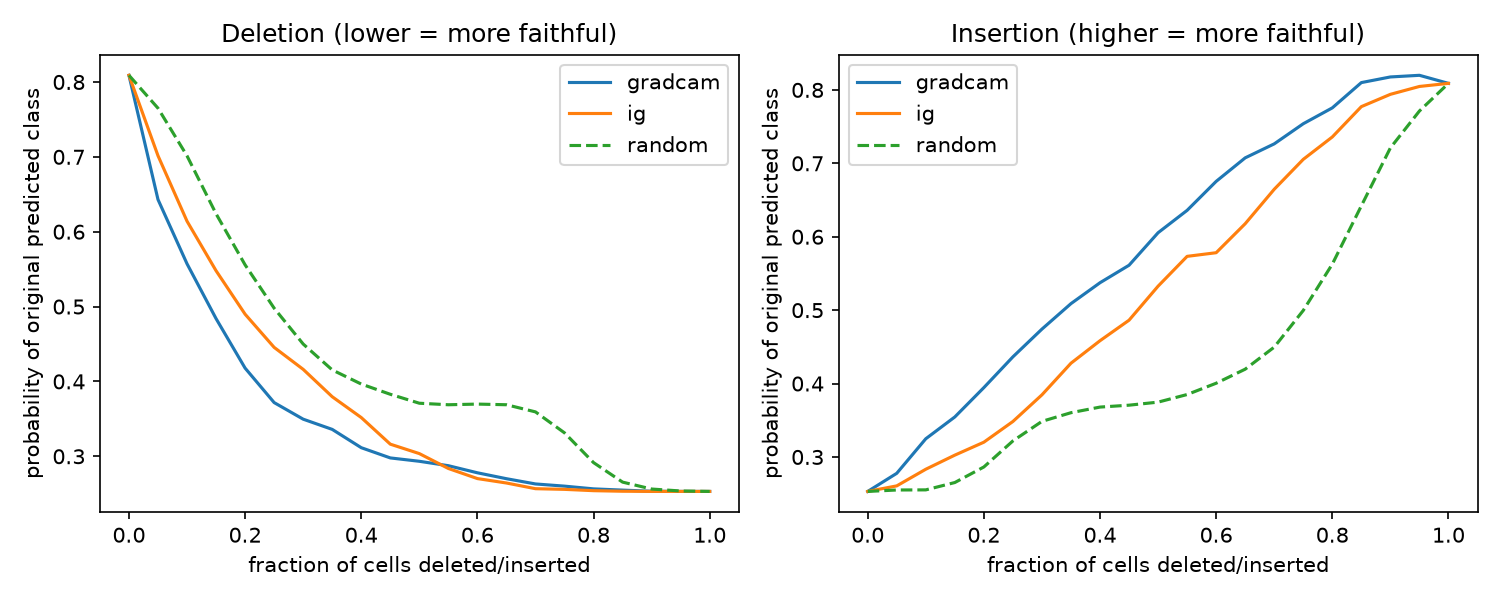 Deletion (lower = more faithful)
probability of original predicted class
0.8
0.7
0.6
0.5
0.4
0.3
gradcam
ig
random
0.0 0.2 0.4 0.6 0.8 1.0
fraction of cells deleted/inserted
Insertion (higher = more faithful)
probability of original predicted class
0.8
0.7
0.6
0.5
0.4
0.3
gradcam
ig
random
0.0 0.2 0.4 0.6 0.8 1.0
fraction of cells deleted/inserted